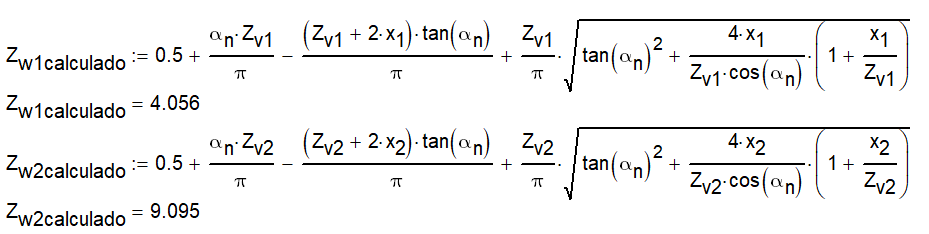 Z_w1calculado := 0.5 + α_n·Z_v1/π − (Z_v1 + 2·x_1)·tan(α_n)/π + Z_v1/π·√(tan(α_n)^2 + 4·x_1/(Z_v1·cos(α_n))·(1 + x_1/Z_v1))
Z_w1calculado = 4.056
Z_w2calculado := 0.5 + α_n·Z_v2/π − (Z_v2 + 2·x_2)·tan(α_n)/π + Z_v2/π·√(tan(α_n)^2 + 4·x_2/(Z_v2·cos(α_n))·(1 + x_2/Z_v2))
Z_w2calculado = 9.095